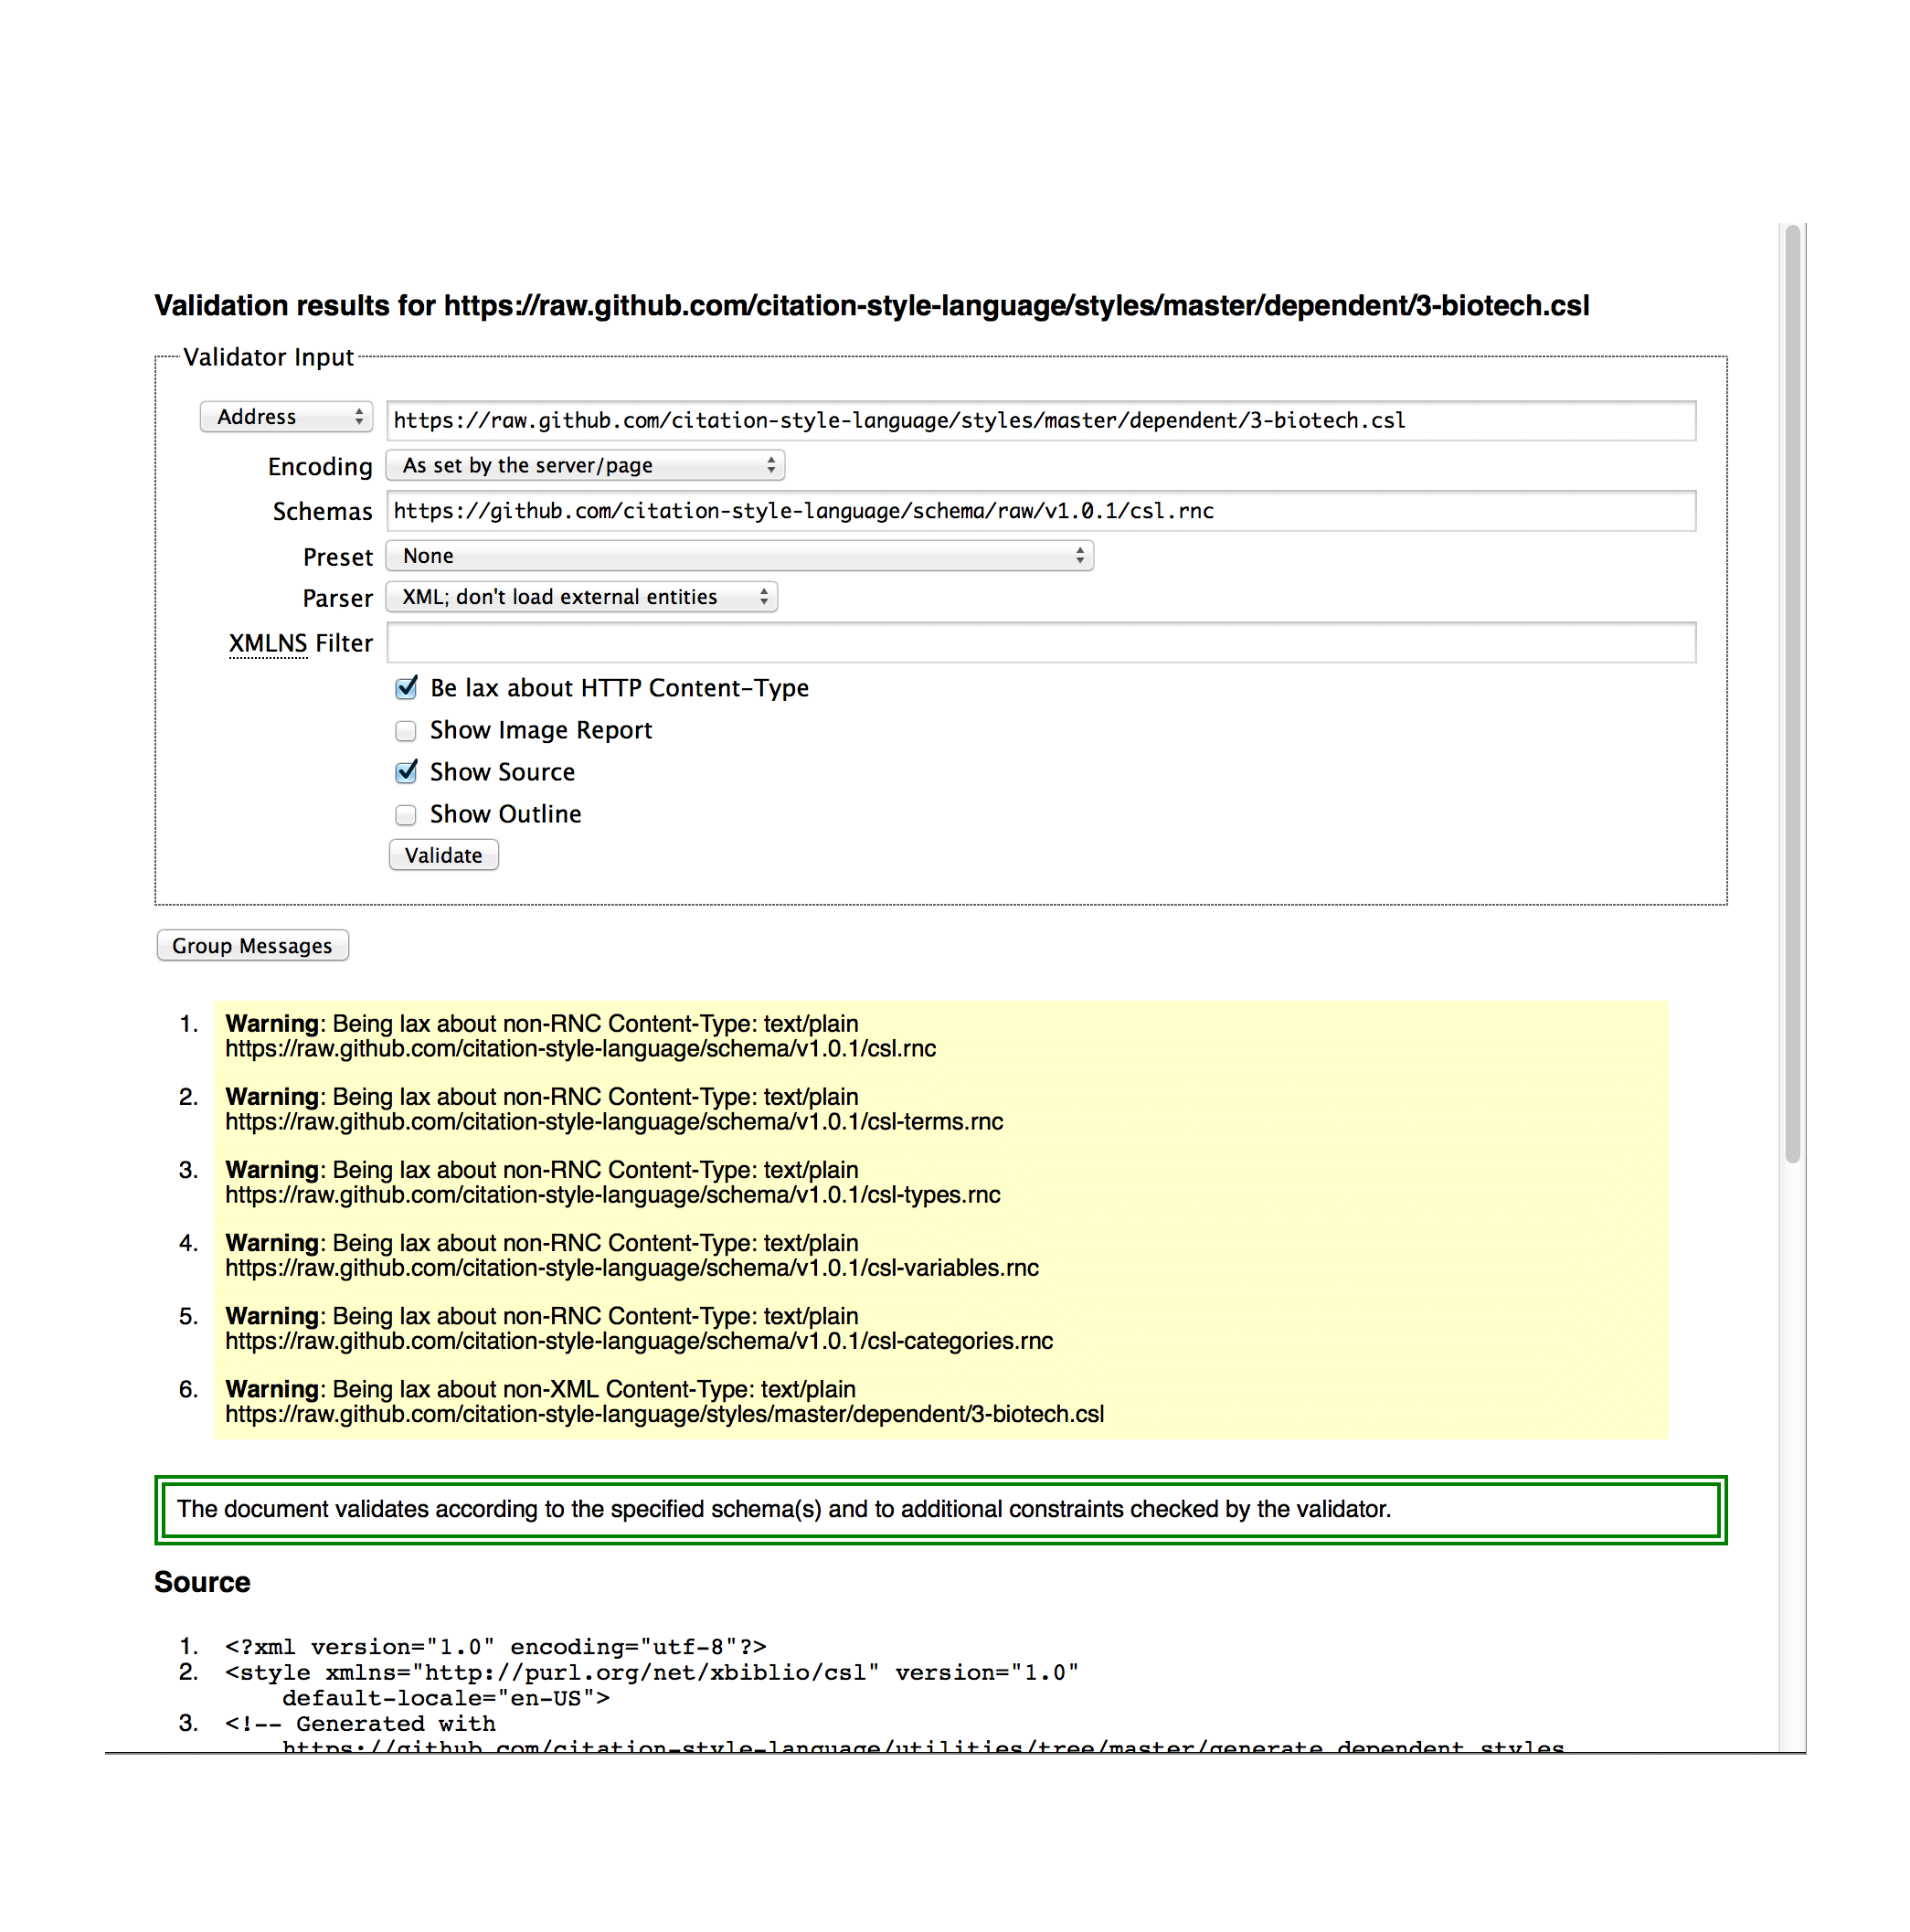 Validation results for https://raw.github.com/citation-style-language/styles/master/dependent/3-biotech.csl
Validator Input
Address https://raw.github.com/citation-style-language/styles/master/dependent/3-biotech.csl
Encoding As set by the server/page
Schemas https://github.com/citation-style-language/schema/raw/v1.0.1/csl.rnc
Preset None
Parser XML; don't load external entities
XMLNS Filter
Be lax about HTTP Content-Type
Show Image Report
Show Source
Show Outline
Validate
Group Messages
1. Warning: Being lax about non-RNC Content-Type: text/plain
https://raw.github.com/citation-style-language/schema/v1.0.1/csl.rnc
2. Warning: Being lax about non-RNC Content-Type: text/plain
https://raw.github.com/citation-style-language/schema/v1.0.1/csl-terms.rnc
3. Warning: Being lax about non-RNC Content-Type: text/plain
https://raw.github.com/citation-style-language/schema/v1.0.1/csl-types.rnc
4. Warning: Being lax about non-RNC Content-Type: text/plain
https://raw.github.com/citation-style-language/schema/v1.0.1/csl-variables.rnc
5. Warning: Being lax about non-RNC Content-Type: text/plain
https://raw.github.com/citation-style-language/schema/v1.0.1/csl-categories.rnc
6. Warning: Being lax about non-XML Content-Type: text/plain
https://raw.github.com/citation-style-language/styles/master/dependent/3-biotech.csl
The document validates according to the specified schema(s) and to additional constraints checked by the validator.
Source
1. <?xml version="1.0" encoding="utf-8"?>
2. <style xmlns="http://purl.org/net/xbiblio/csl" version="1.0"
default-locale="en-US">
3. <!-- Generated with
https://github.com/citation-style-language/utilities/tree/master/generate_dependent_styles